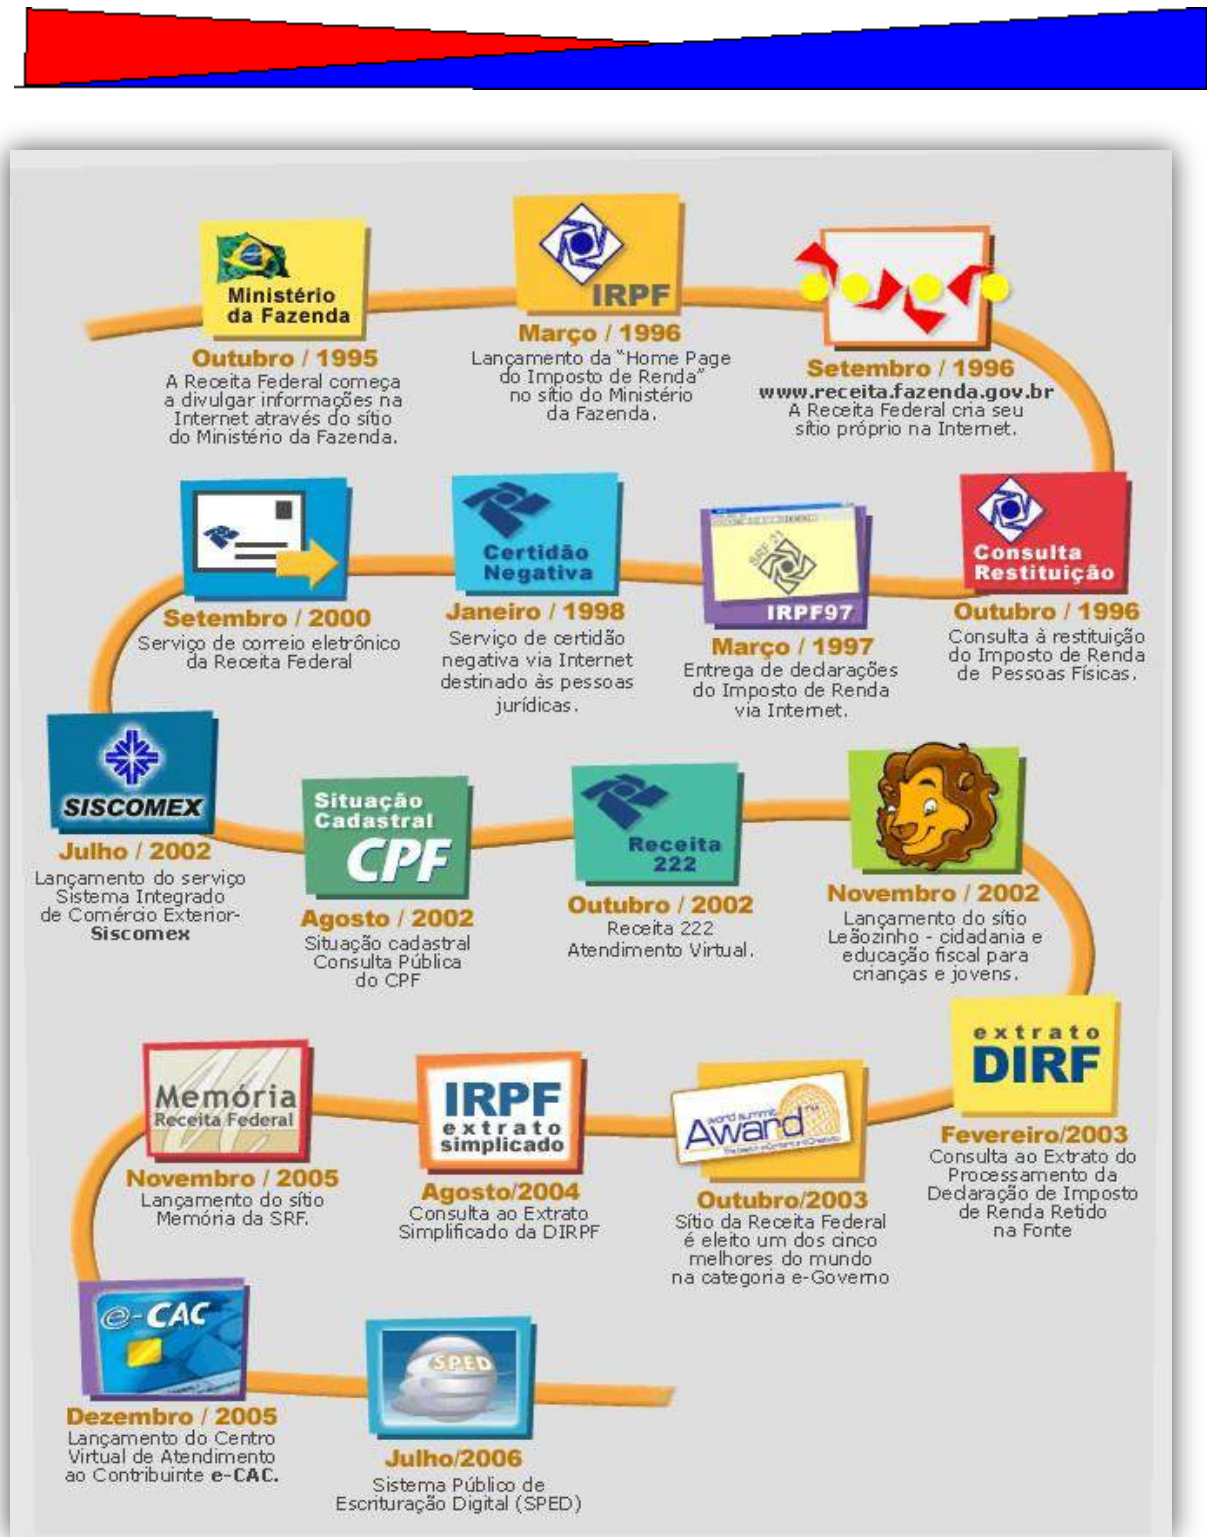 Ministério
da Fazenda
Outubro / 1995
A Receita Federal começa
a divulgar informações na
Internet através do sítio
do Ministério da Fazenda.
IRPF
Março / 1996
Lançamento da “Home Page
do Imposto de Renda”
no sítio do Ministério
da Fazenda.
Setembro / 1996
www.receita.fazenda.gov.br
A Receita Federal cria seu
sítio próprio na Internet.
Consulta
Restituição
Outubro / 1996
Consulta à restituição
do Imposto de Renda
de Pessoas Físicas.
SRF 21
IRPF97
Março / 1997
Entrega de declarações
do Imposto de Renda
via Internet.
Certidão
Negativa
Janeiro / 1998
Serviço de certidão
negativa via Internet
destinado às pessoas
jurídicas.
Setembro / 2000
Serviço de correio eletrônico
da Receita Federal
SISCOMEX
Julho / 2002
Lançamento do serviço
Sistema Integrado
de Comércio Exterior-
Siscomex
Situação
Cadastral
CPF
Agosto / 2002
Situação cadastral
Consulta Pública
do CPF
Receita
222
Outubro / 2002
Receita 222
Atendimento Virtual.
Novembro / 2002
Lançamento do sítio
Leãozinho - cidadania e
educação fiscal para
crianças e jovens.
extrato
DIRF
Fevereiro/2003
Consulta ao Extrato do
Processamento da
Declaração de Imposto
de Renda Retido
na Fonte
world summit
Award
Outubro/2003
Sítio da Receita Federal
é eleito um dos cinco
melhores do mundo
na categoria e-Governo
IRPF
extrato
simplicado
Agosto/2004
Consulta ao Extrato
Simplificado da DIRPF
Memória
Receita Federal
Novembro / 2005
Lançamento do sítio
Memória da SRF.
e-CAC
Dezembro / 2005
Lançamento do Centro
Virtual de Atendimento
ao Contribuinte e-CAC.
SPED
Julho/2006
Sistema Público de
Escrituração Digital (SPED)